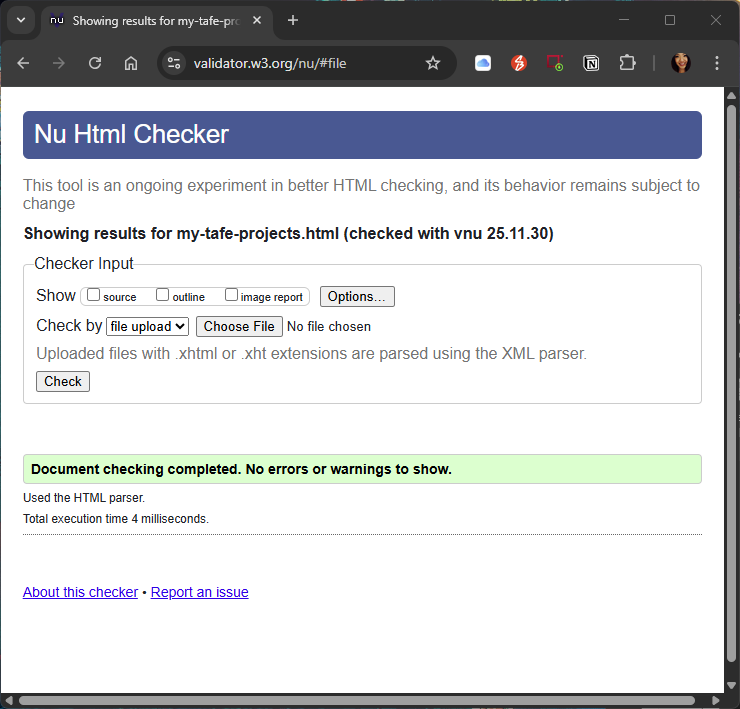 nu Showing results for my-tafe-pro
validator.w3.org/nu/#file
Nu Html Checker
This tool is an ongoing experiment in better HTML checking, and its behavior remains subject to
change
Showing results for my-tafe-projects.html (checked with vnu 25.11.30)
Checker Input
Show source outline image report Options...
Check by file upload Choose File No file chosen
Uploaded files with .xhtml or .xht extensions are parsed using the XML parser.
Check
Document checking completed. No errors or warnings to show.
Used the HTML parser.
Total execution time 4 milliseconds.
About this checker • Report an issue